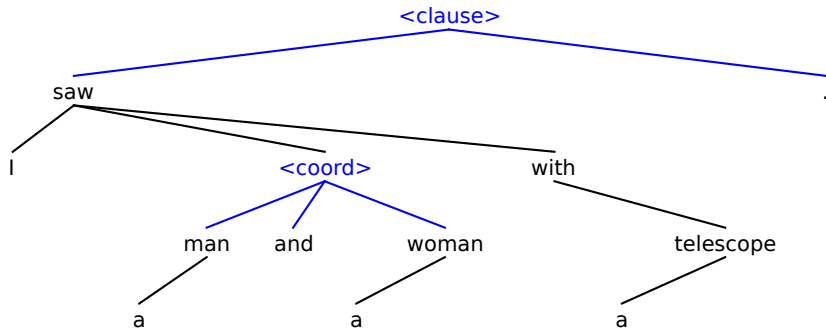 <clause>
saw .
I <coord> with
man and woman telescope
a a a